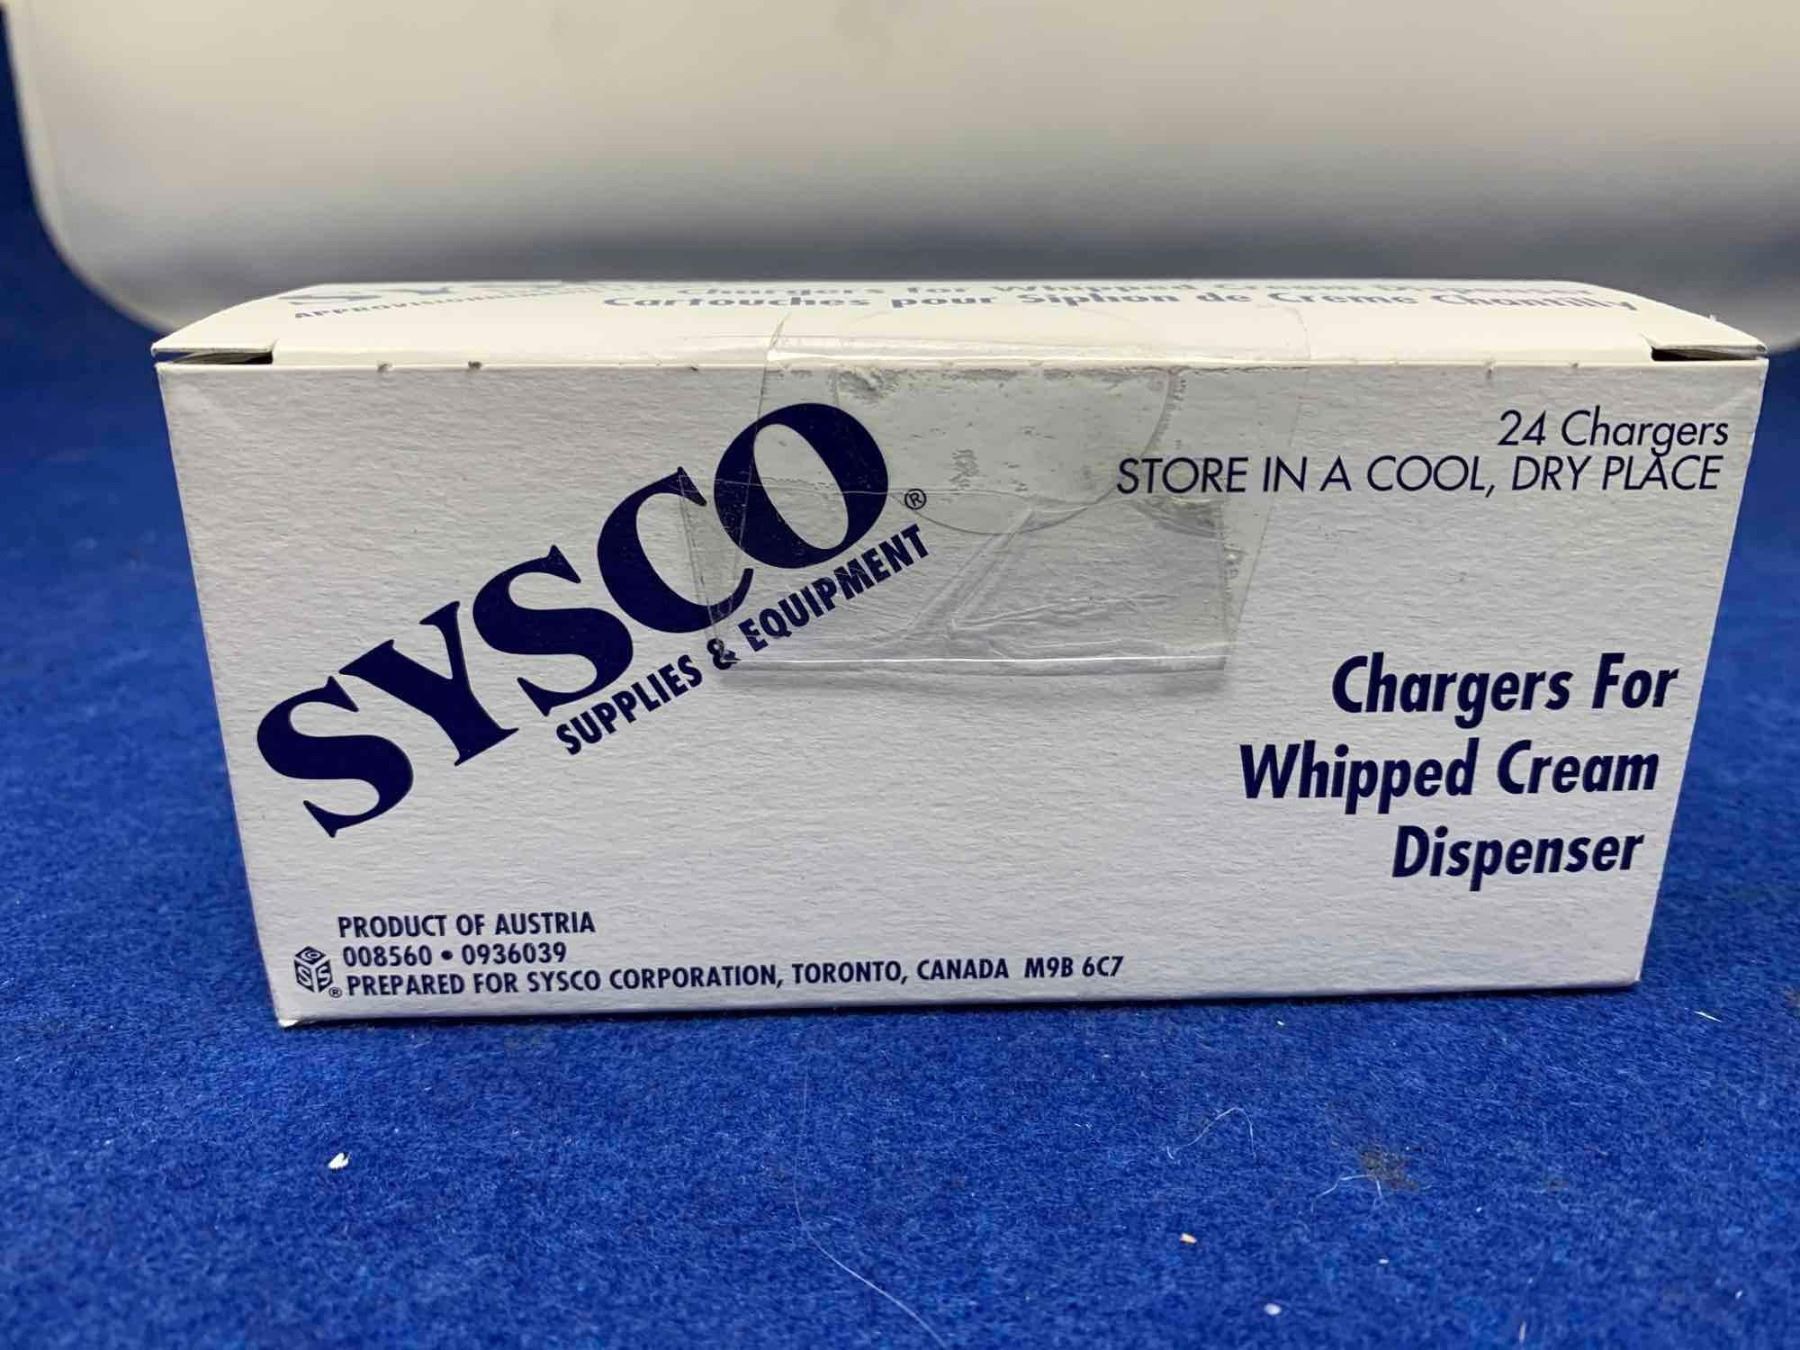 Chargers for Whipped Cream
Cartouches pour Siphon de Crème Chantilly
24 Chargers
STORE IN A COOL, DRY PLACE
SYSCO®
SUPPLIES & EQUIPMENT
Chargers For
Whipped Cream
Dispenser
PRODUCT OF AUSTRIA
008560 • 0936039
PREPARED FOR SYSCO CORPORATION, TORONTO, CANADA M9B 6C7